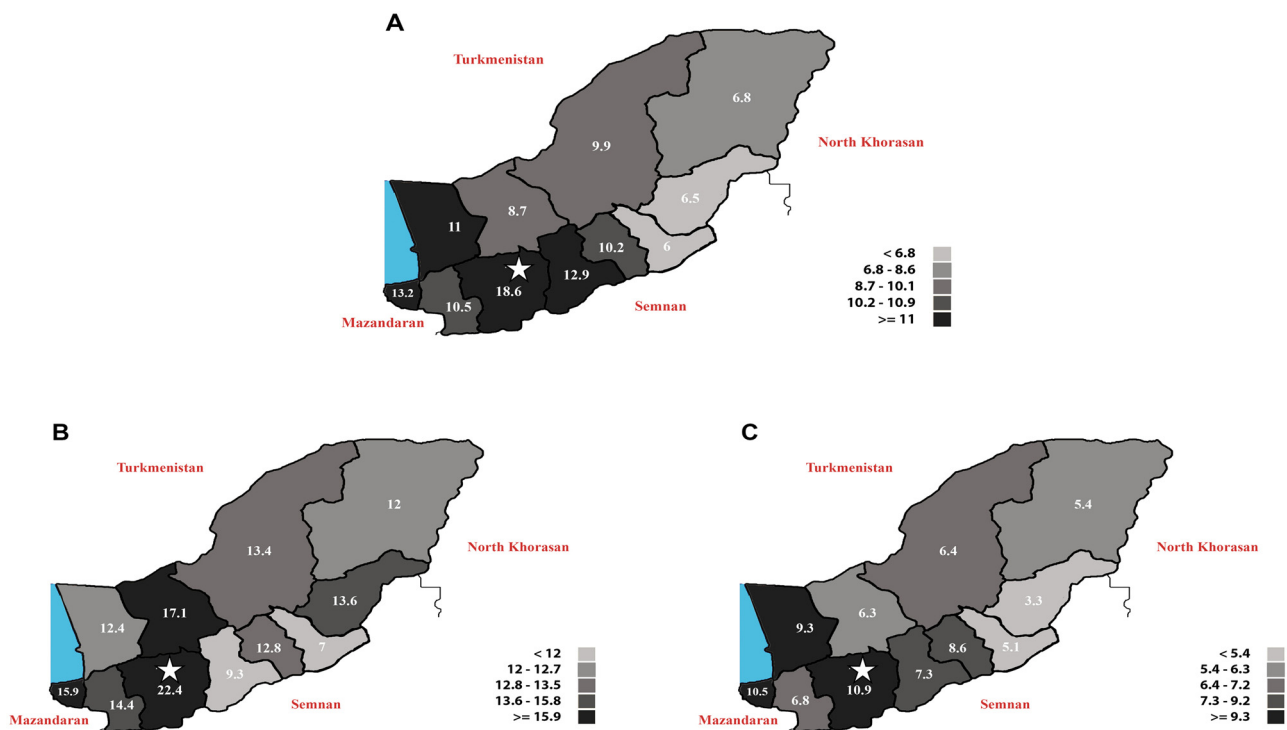 A
Turkmenistan
6.8
9.9
North Khorasan
6.5
8.7
11
10.2
6
12.9
13.2
18.6
10.5
Semnan
Mazandaran
< 6.8
6.8 - 8.6
8.7 - 10.1
10.2 - 10.9
>= 11
B
Turkmenistan
12
13.4
North Khorasan
13.6
17.1
12.4
12.8
7
9.3
15.9
22.4
14.4
Semnan
Mazandaran
< 12
12 - 12.7
12.8 - 13.5
13.6 - 15.8
>= 15.9
C
Turkmenistan
5.4
6.4
North Khorasan
3.3
6.3
9.3
8.6
5.1
7.3
10.5
10.9
6.8
Semnan
Mazandaran
< 5.4
5.4 - 6.3
6.4 - 7.2
7.3 - 9.2
>= 9.3